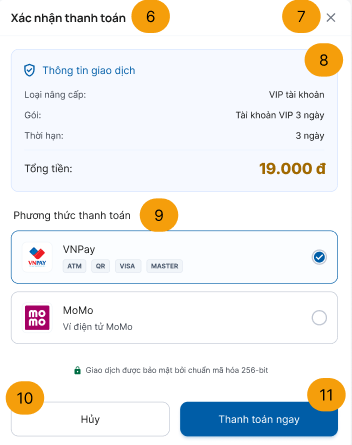 Xác nhận thanh toán 6 7
8
Thông tin giao dịch
Loại nâng cấp: VIP tài khoản
Gói: Tài khoản VIP 3 ngày
Thời hạn: 3 ngày
Tổng tiền: 19.000 đ
Phương thức thanh toán 9
VNPay
VNPAY
ATM QR VISA MASTER
mo
mo
MoMo
Ví điện tử MoMo
Giao dịch được bảo mật bởi chuẩn mã hóa 256-bit
10 11
Hủy Thanh toán ngay